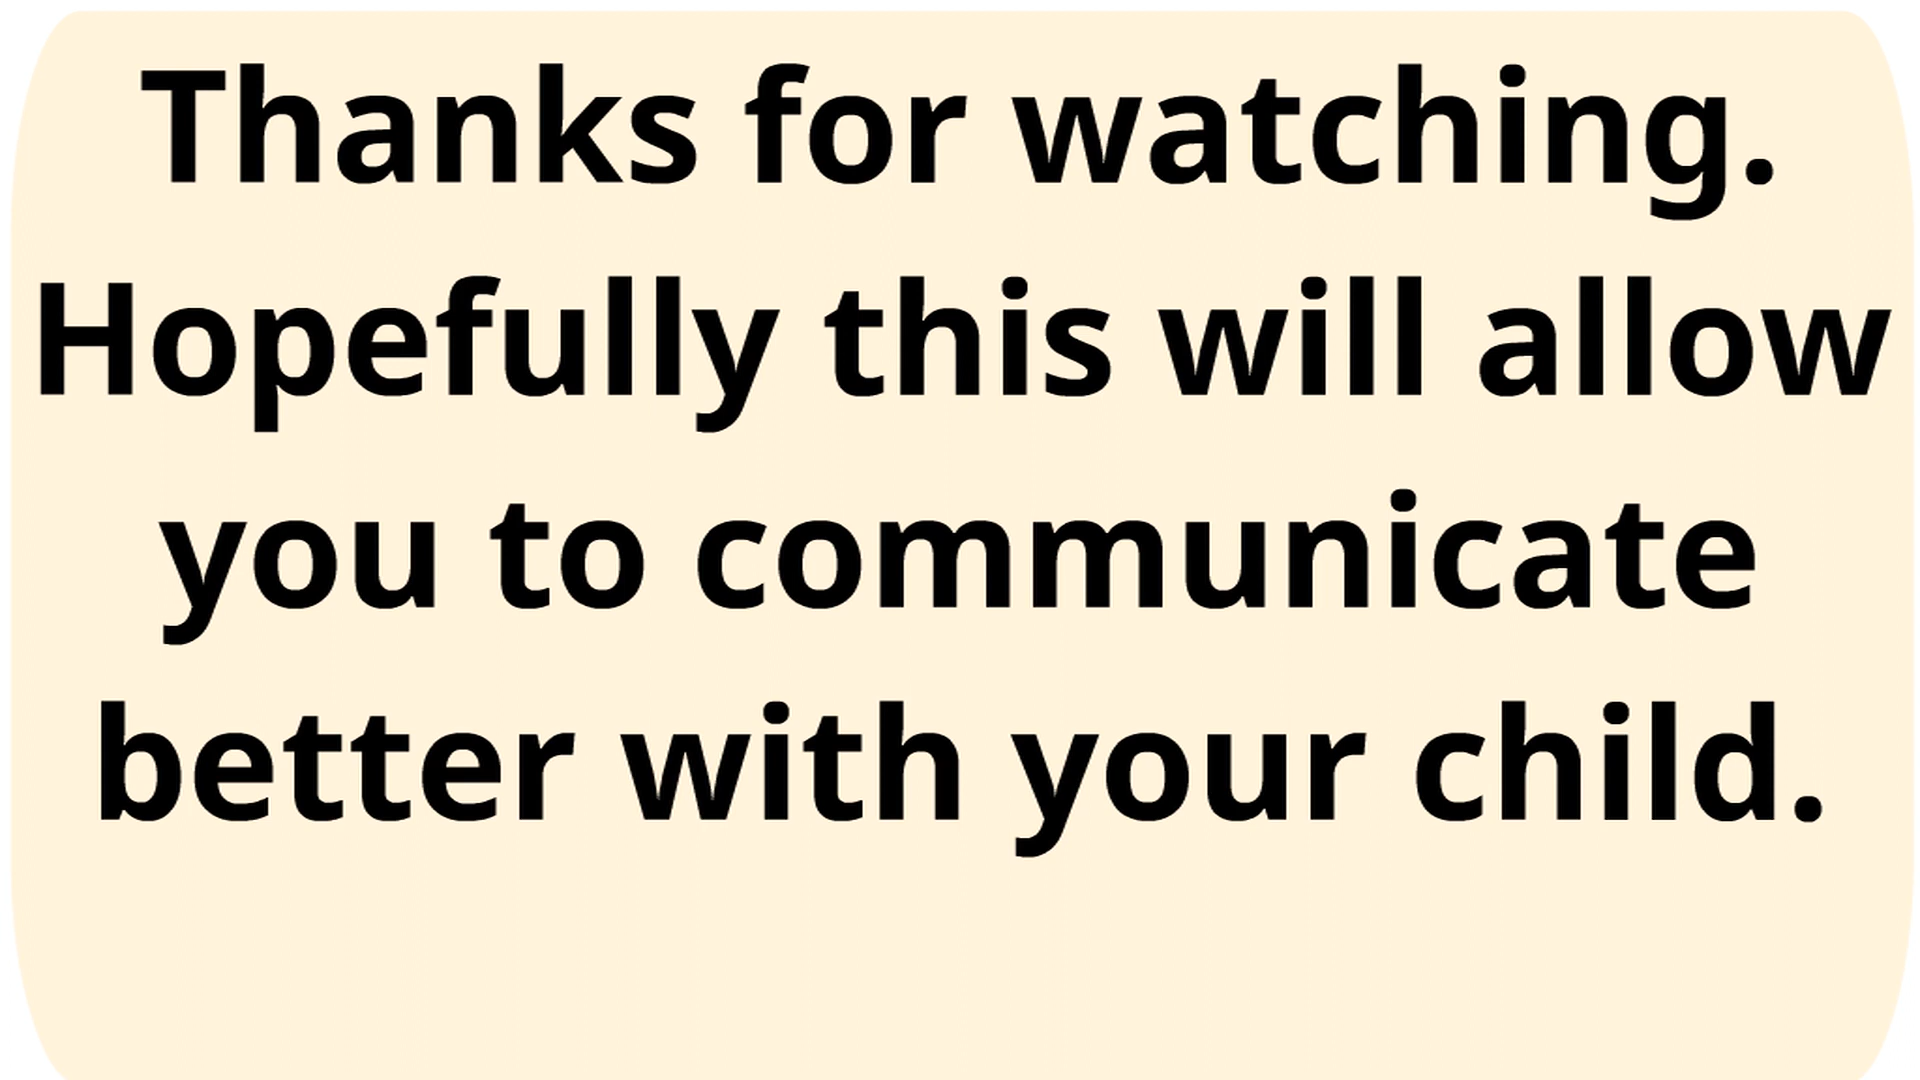 Thanks for watching.
Hopefully this will allow
you to communicate
better with your child.